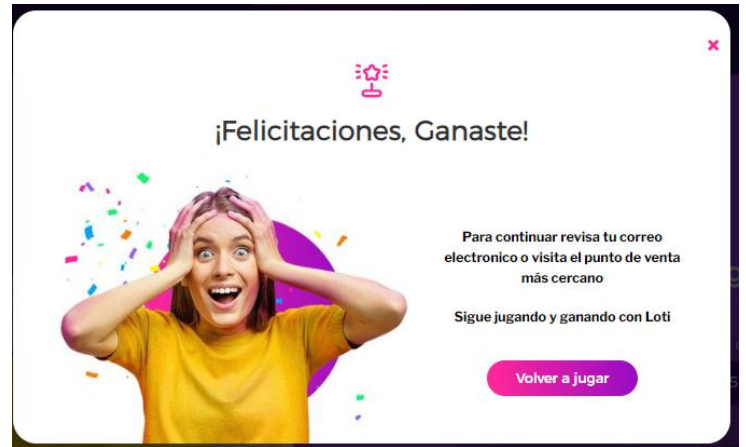 ¡Felicitaciones, Ganaste!
Para continuar revisa tu correo
electronico o visita el punto de venta
más cercano
Sigue jugando y ganando con Loti
Volver a jugar